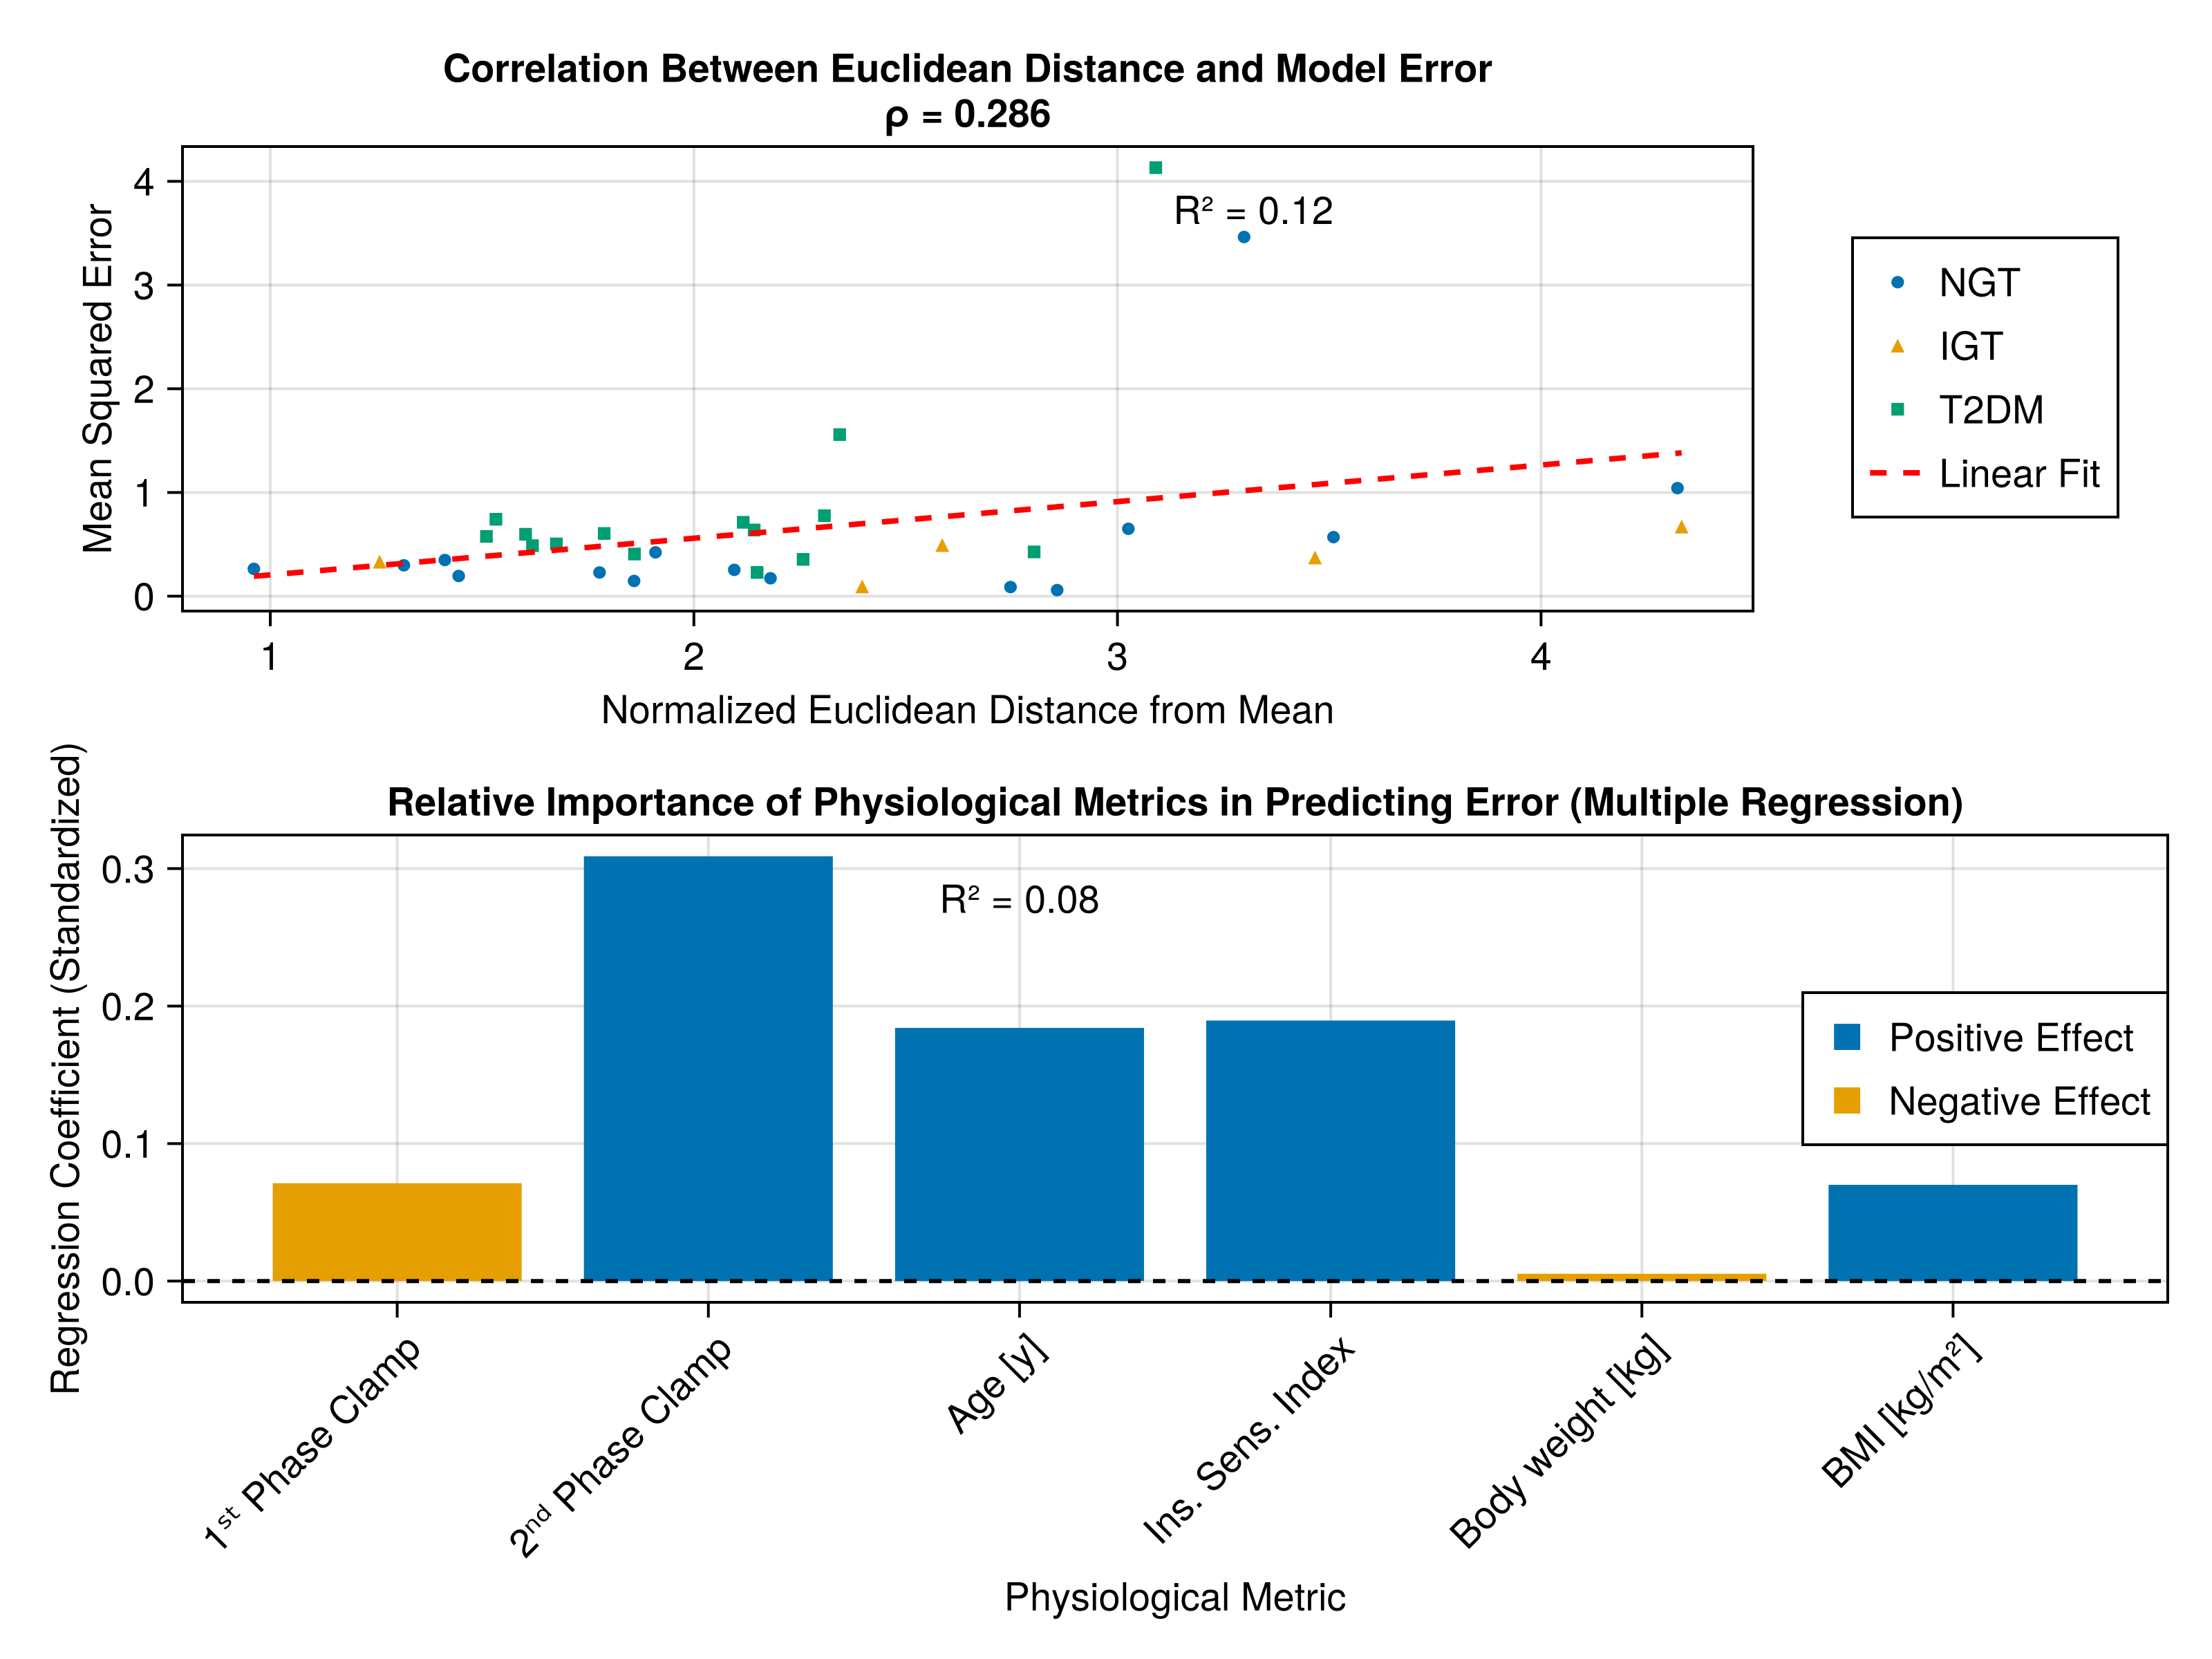 Correlation Between Euclidean Distance and Model Error
ρ = 0.286
Mean Squared Error
4
3
2
1
0
R² = 0.12
1
2
3
4
Normalized Euclidean Distance from Mean
NGT
IGT
T2DM
Linear Fit
Relative Importance of Physiological Metrics in Predicting Error (Multiple Regression)
Regression Coefficient (Standardized)
0.3
0.2
0.1
0.0
R² = 0.08
Positive Effect
Negative Effect
1ˢᵗ Phase Clamp
2ⁿᵈ Phase Clamp
Age [y]
Ins. Sens. Index
Body weight [kg]
BMI [kg/m²]
Physiological Metric